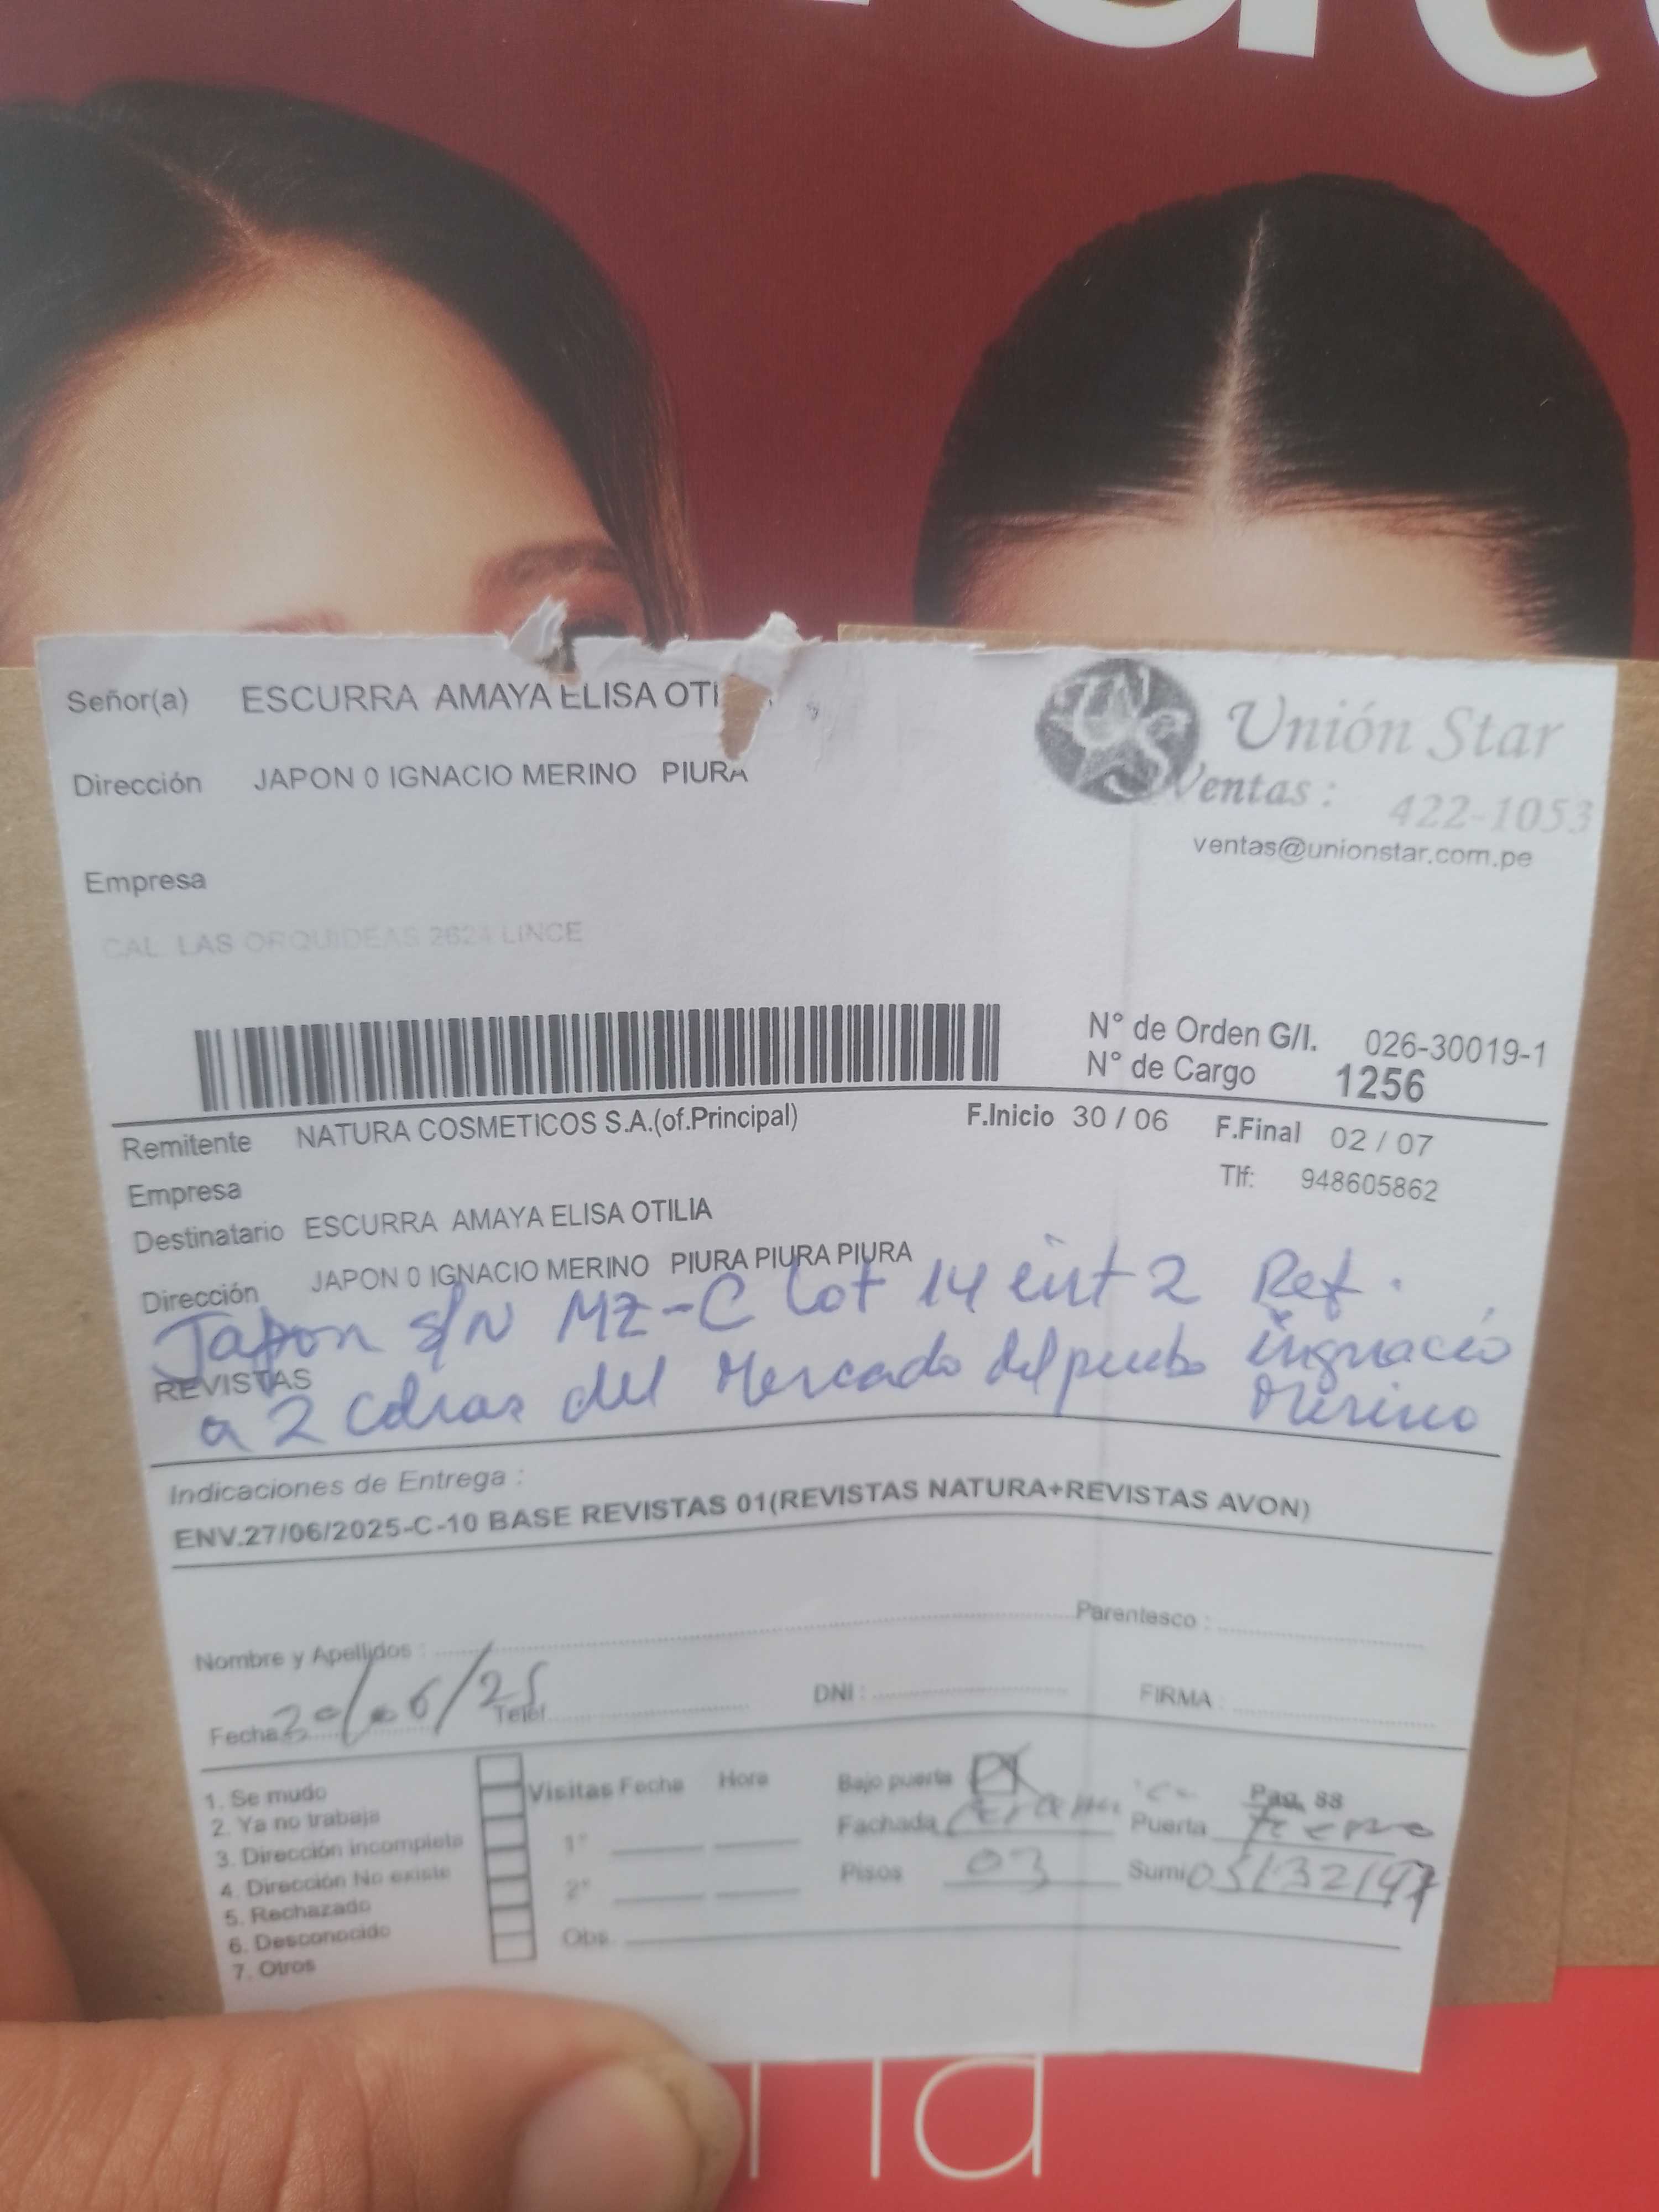 Señor(a) ESCURRA AMAYA ELISA OTI
Dirección JAPON 0 IGNACIO MERINO PIURA
Unión Star
Ventas : 422-1053
ventas@unionstar.com.pe
Empresa
CAL LAS ORQUIDEAS 2624 LINCE
N° de Orden G/I. 026-30019-1
N° de Cargo 1256
Remitente NATURA COSMETICOS S.A.(of.Principal) F.Inicio 30 / 06 F.Final 02 / 07
Empresa Tlf: 948605862
Destinatario ESCURRA AMAYA ELISA OTILIA
Dirección JAPON 0 IGNACIO MERINO PIURA PIURA PIURA
Japon S/N MZ-C Lot 14 int 2 Ref.
REVISTAS
a 2 Cdras del Mercado del pueblo ingnacio
Merino
Indicaciones de Entrega :
ENV.27/06/2025-C-10 BASE REVISTAS 01(REVISTAS NATURA+REVISTAS AVON)
Nombre y Apellidos : Parentesco :
Fecha 30/06/25 Telef. DNI : FIRMA :
1. Se mudo
2. Ya no trabaja
3. Dirección incompleta
4. Dirección No existe
5. Rechazado
6. Desconocido
7. Otros
Visitas Fecha Hora
1°
2°
Obs.
Bajo puerta Pag. 88
Fachada Puerta
Pisos 03 Sumi
na